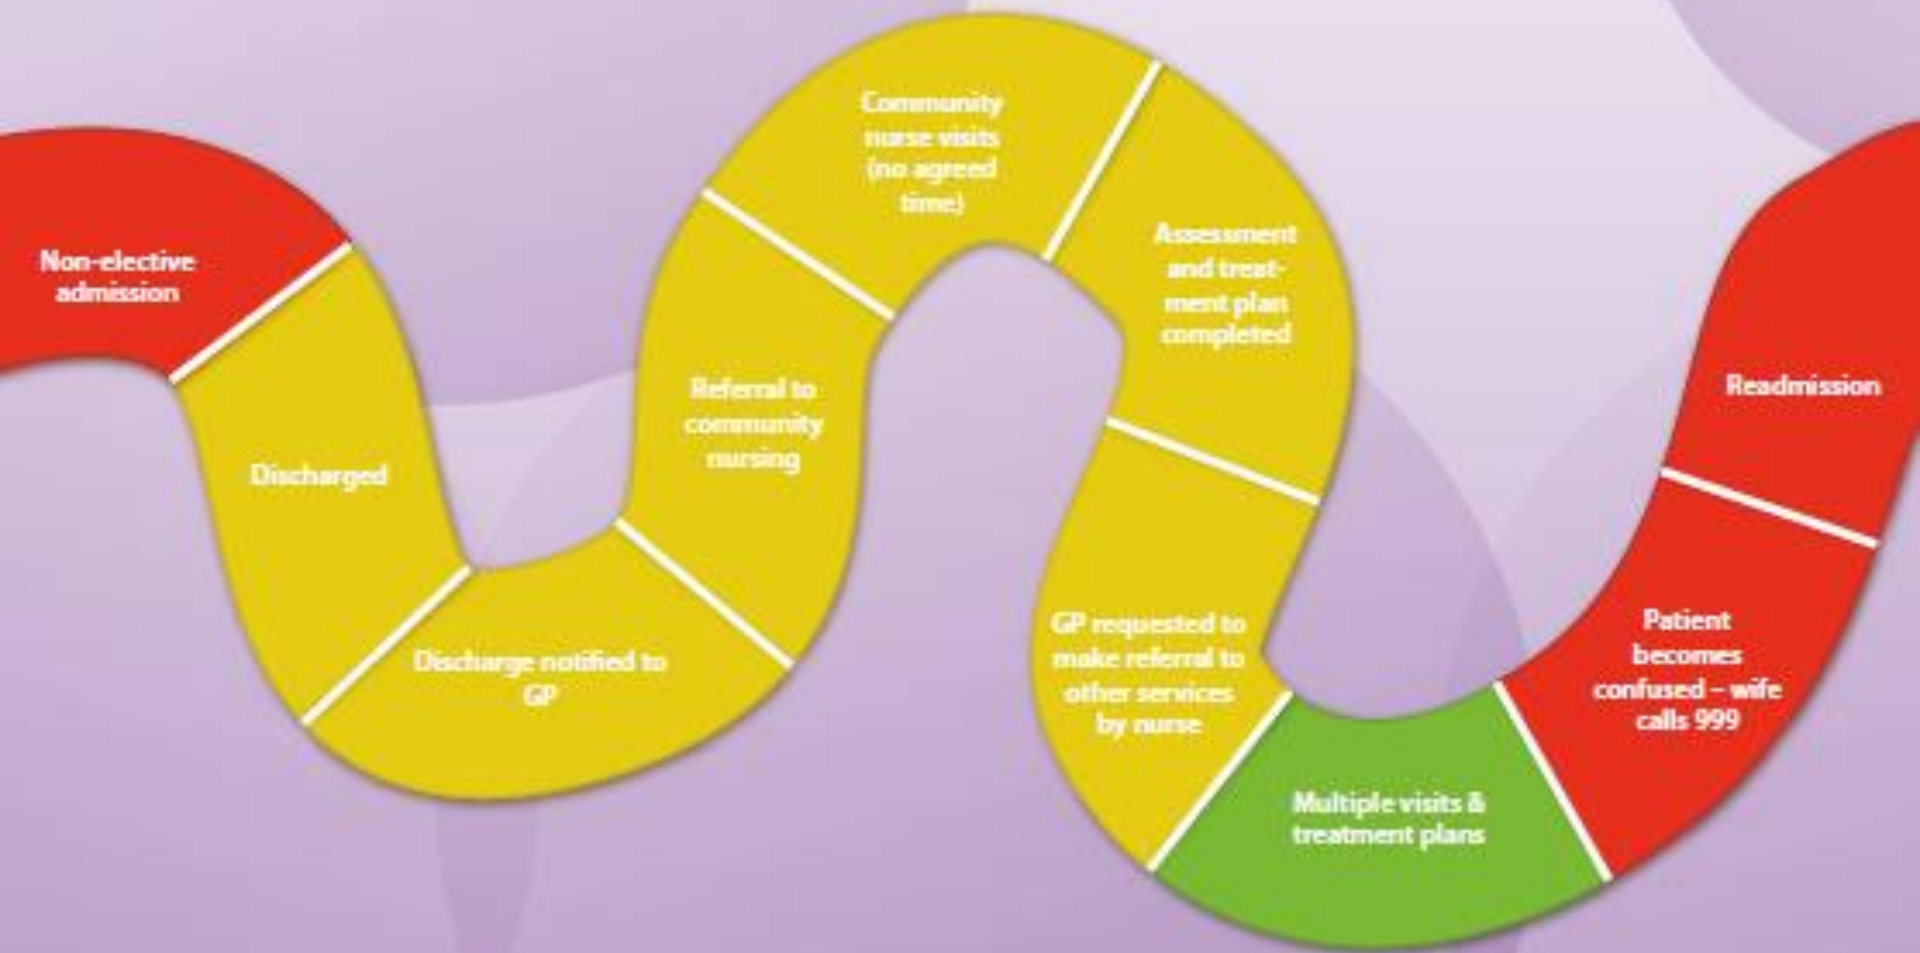 Non-elective
admission
Discharged
Discharge notified to
GP
Referral to
community
nursing
Community
nurse visits
(no agreed
time)
Assessment
and treat-
ment plan
completed
GP requested to
make referral to
other services
by nurse
Multiple visits &
treatment plans
Patient
becomes
confused – wife
calls 999
Readmission